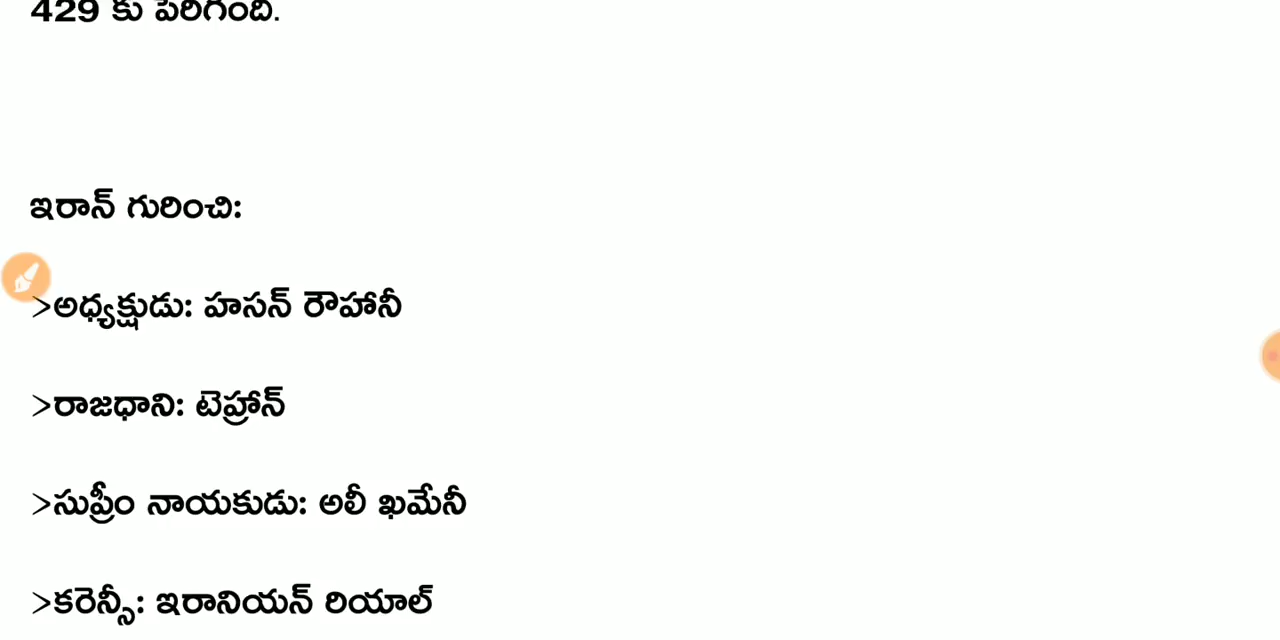 429 కు పెరిగింది.
ఇరాన్ గురించి:
>అధ్యక్షుడు: హసన్ రౌహానీ
>రాజధాని: టెహ్రాన్
>సుప్రీం నాయకుడు: అలీ ఖమేనీ
>కరెన్సీ: ఇరానియన్ రియాల్